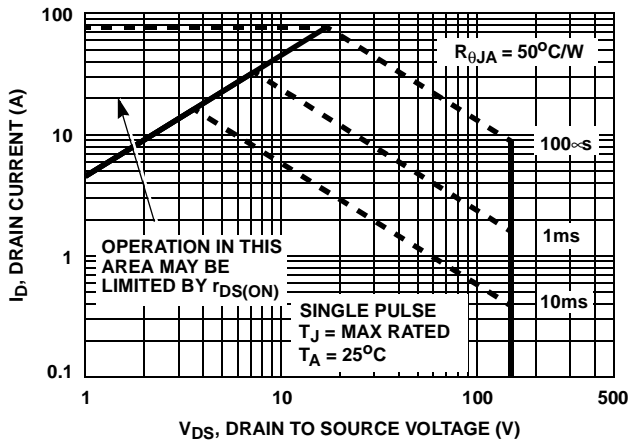 100
10
1
0.1
I_D, DRAIN CURRENT (A)
R_θJA = 50°C/W
100∝s
1ms
10ms
OPERATION IN THIS
AREA MAY BE
LIMITED BY r_DS(ON)
SINGLE PULSE
T_J = MAX RATED
T_A = 25°C
1
10
100
500
V_DS, DRAIN TO SOURCE VOLTAGE (V)